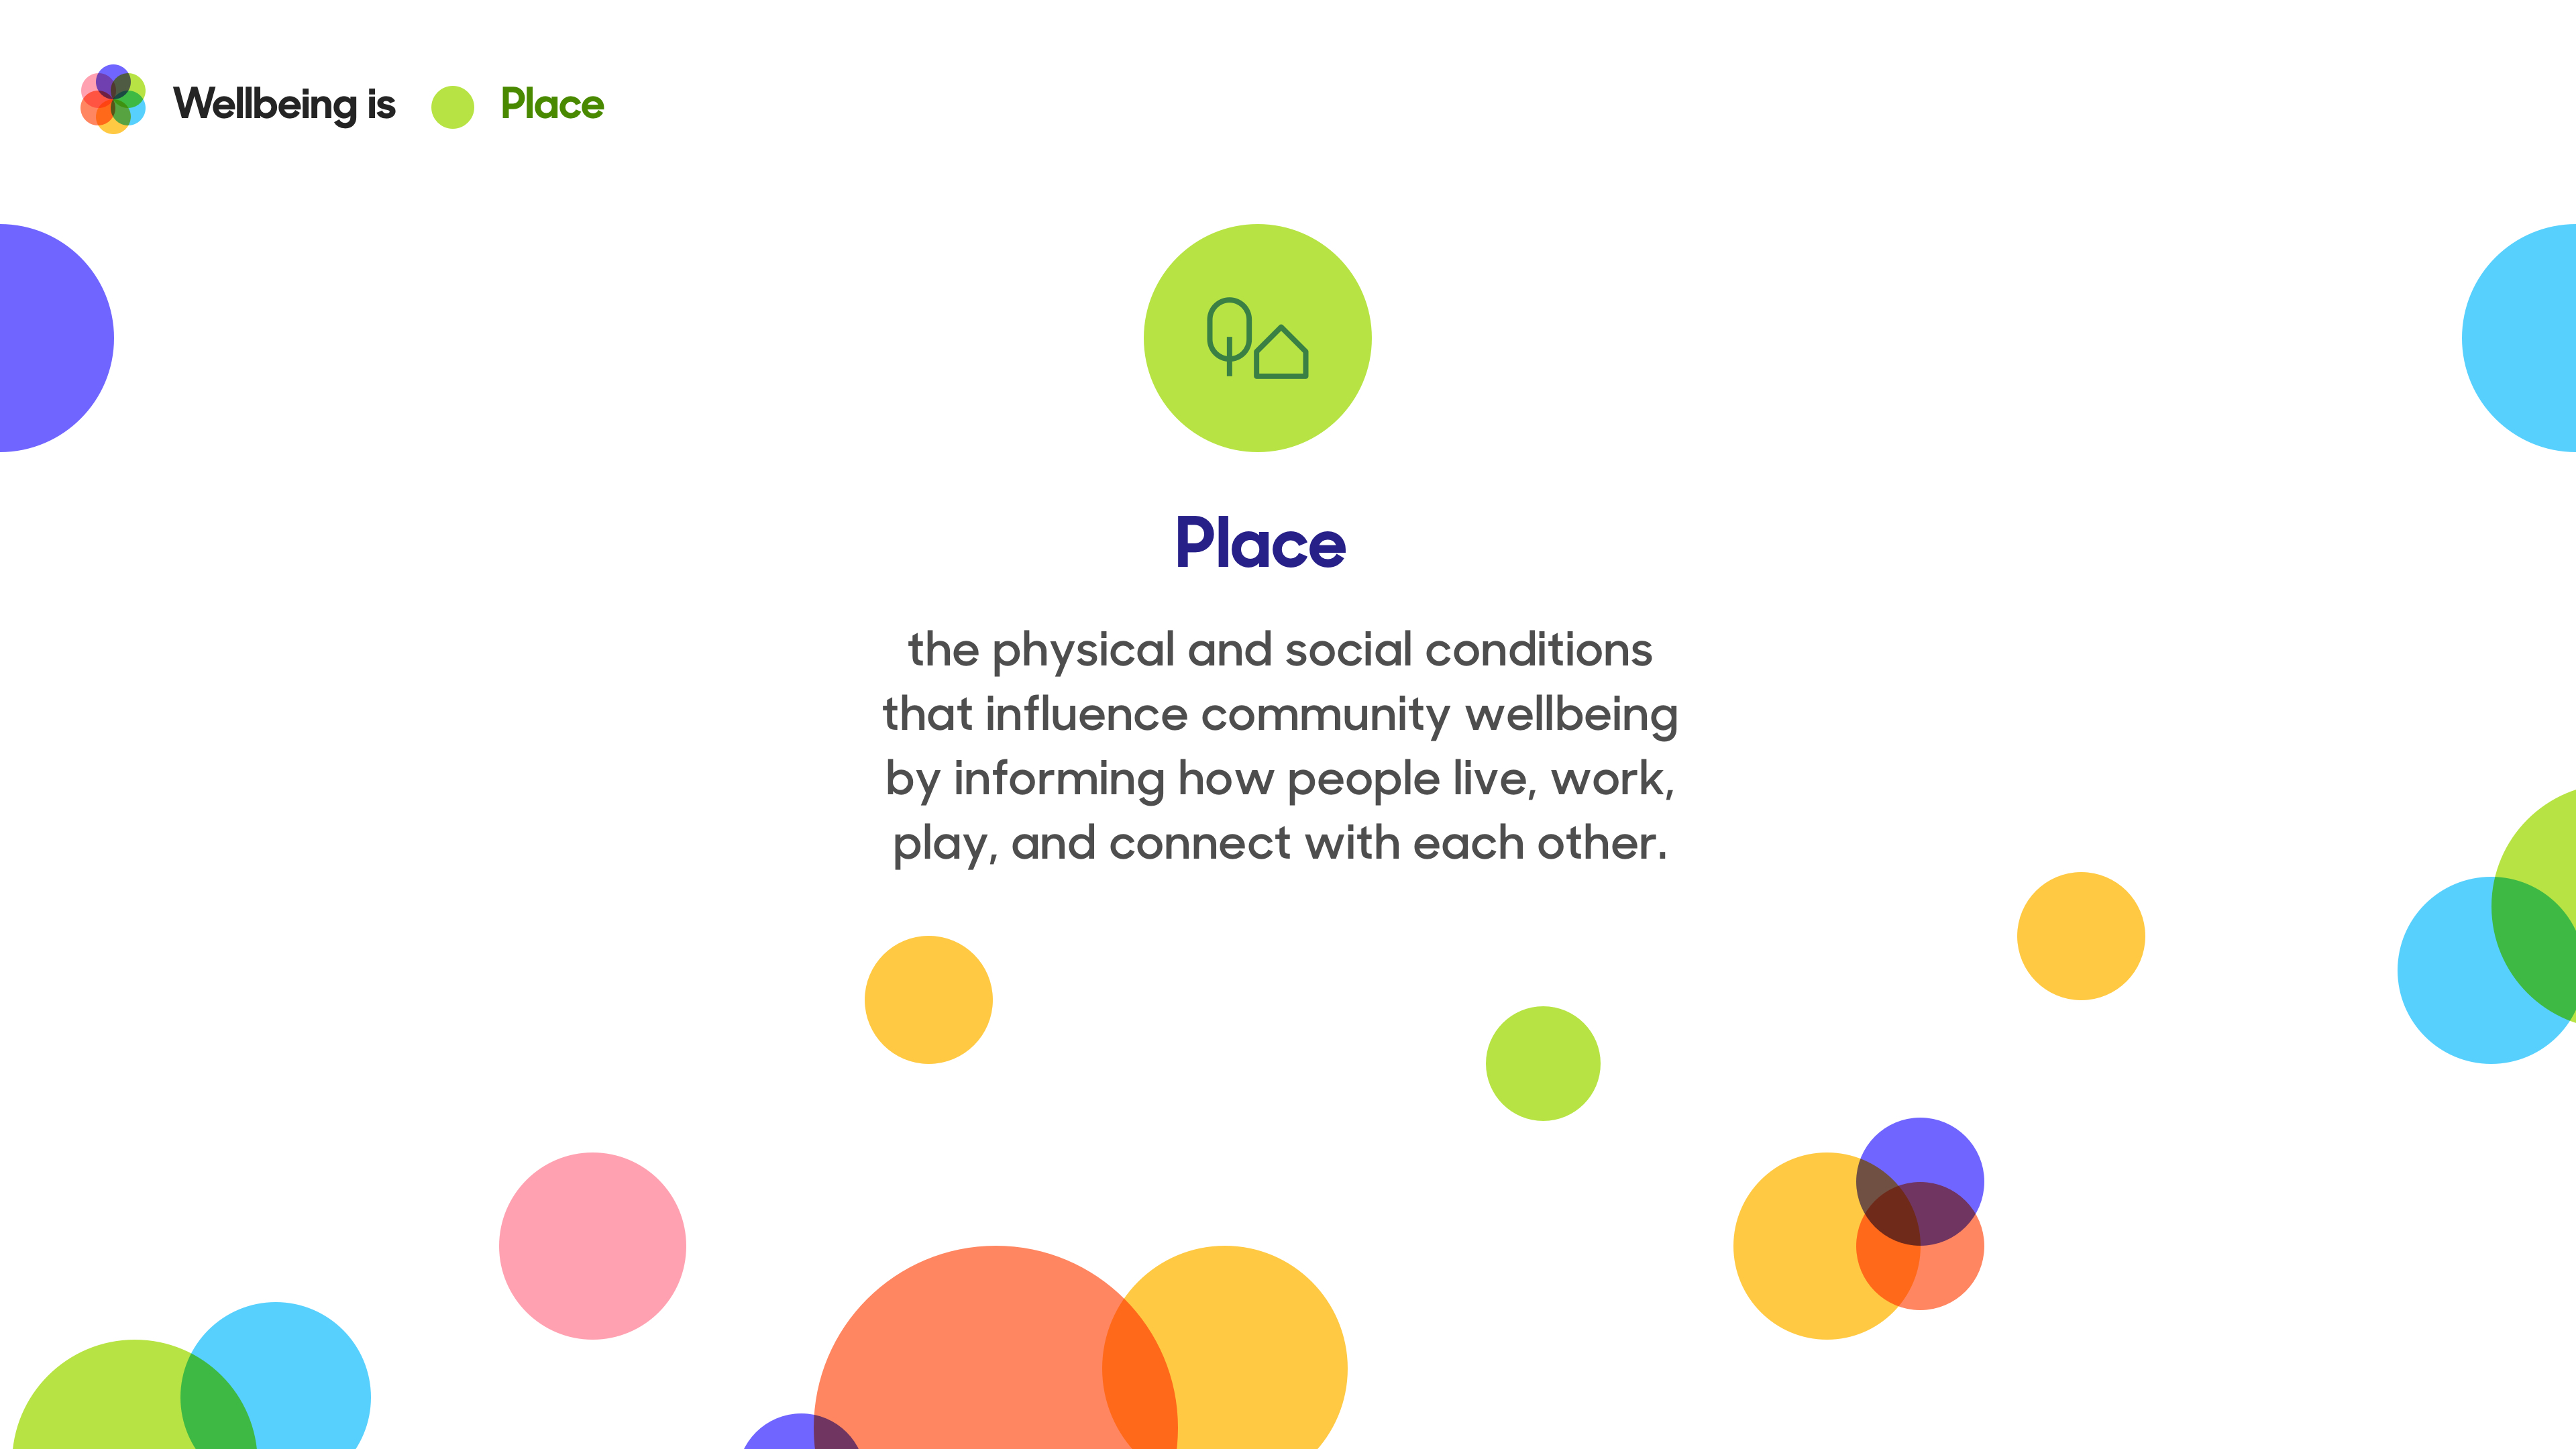 Wellbeing is Place
Place
the physical and social conditions
that influence community wellbeing
by informing how people live, work,
play, and connect with each other.